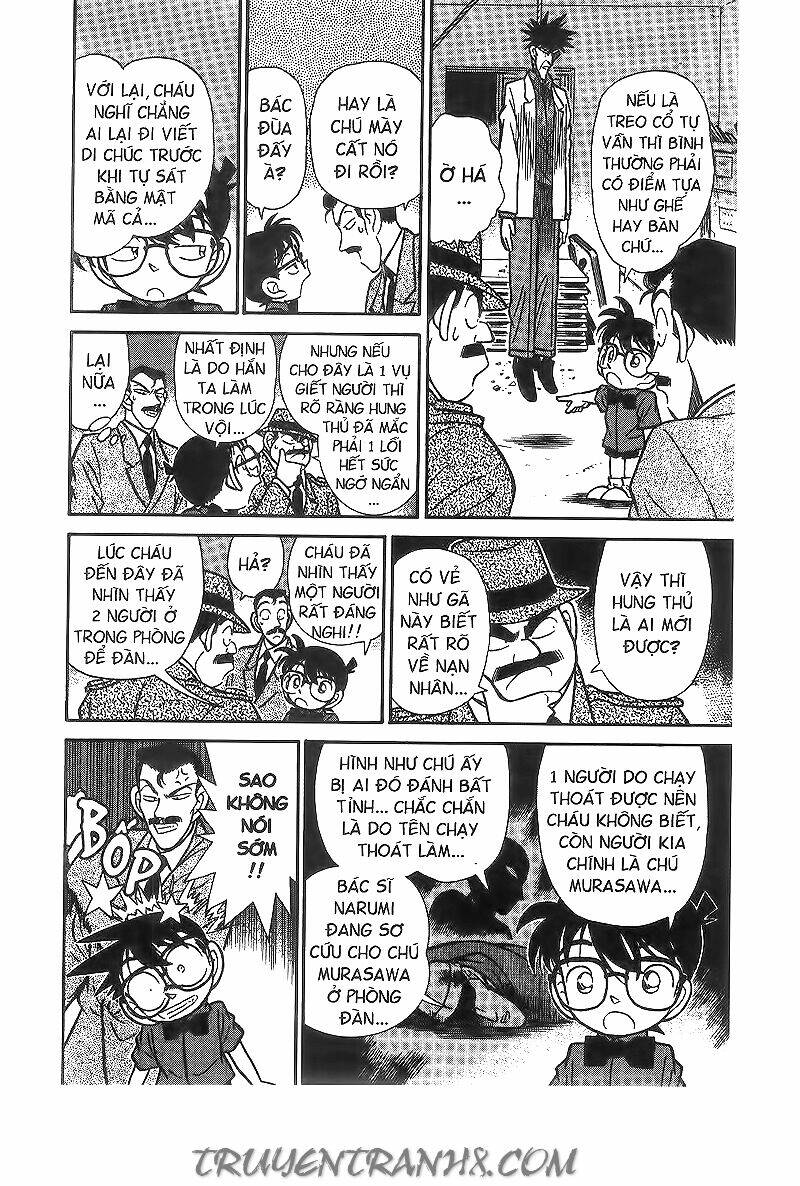 NẾU LÀ
TREO CỔ TỰ
VẪN THÌ BÌNH
THƯỜNG PHẢI
CÓ ĐIỂM TỰA
NHƯ GHẾ
HAY BÀN
CHỨ...
Ờ HÁ
...
HAY LÀ
CHÚ MÀY
CẤT NÓ
ĐI RỒI?
BÁC
ĐÙA
ĐẤY
À?
VỚI LẠI, CHÁU
NGHĨ CHẲNG
AI LẠI ĐI VIẾT
DI CHÚC TRƯỚC
KHI TỰ SÁT
BẰNG MẬT
MÃ CẢ...
NHƯNG NẾU
CHO ĐÂY LÀ 1 VỤ
GIẾT NGƯỜI THÌ
RÕ RÀNG HUNG
THỦ ĐÃ MẮC
PHẢI 1 LỖI
HẾT SỨC
NGỚ NGẨN
...
NHẤT ĐỊNH
LÀ DO HẮN
TA LÀM
TRONG LÚC
VỘI...
LẠI
NỮA
...
VẬY THÌ
HUNG THỦ
LÀ AI MỚI
ĐƯỢC?
CÓ VẺ
NHƯ GÃ
NÀY BIẾT
RẤT RÕ
VỀ NẠN
NHÂN...
CHÁU ĐÃ
NHÌN THẤY
MỘT NGƯỜI
RẤT ĐÁNG
NGHI!!
HẢ?
LÚC CHÁU
ĐẾN ĐÂY ĐÃ
NHÌN THẤY
2 NGƯỜI Ở
TRONG PHÒNG
ĐỂ ĐÀN...
1 NGƯỜI DO CHẠY
THOÁT ĐƯỢC NÊN
CHÁU KHÔNG BIẾT,
CÒN NGƯỜI KIA
CHÍNH LÀ CHÚ
MURASAWA...
HÌNH NHƯ CHÚ ẤY
BỊ AI ĐÓ ĐÁNH BẤT
TỈNH... CHẮC CHẮN
LÀ DO TÊN CHẠY
THOÁT LÀM...
BÁC SĨ
NARUMI
ĐANG SƠ
CỨU CHO CHÚ
MURASAWA
Ở PHÒNG
ĐÀN...
SAO
KHÔNG
NÓI
SỚM
!!
BỐP
TRUYENTRANH8.COM